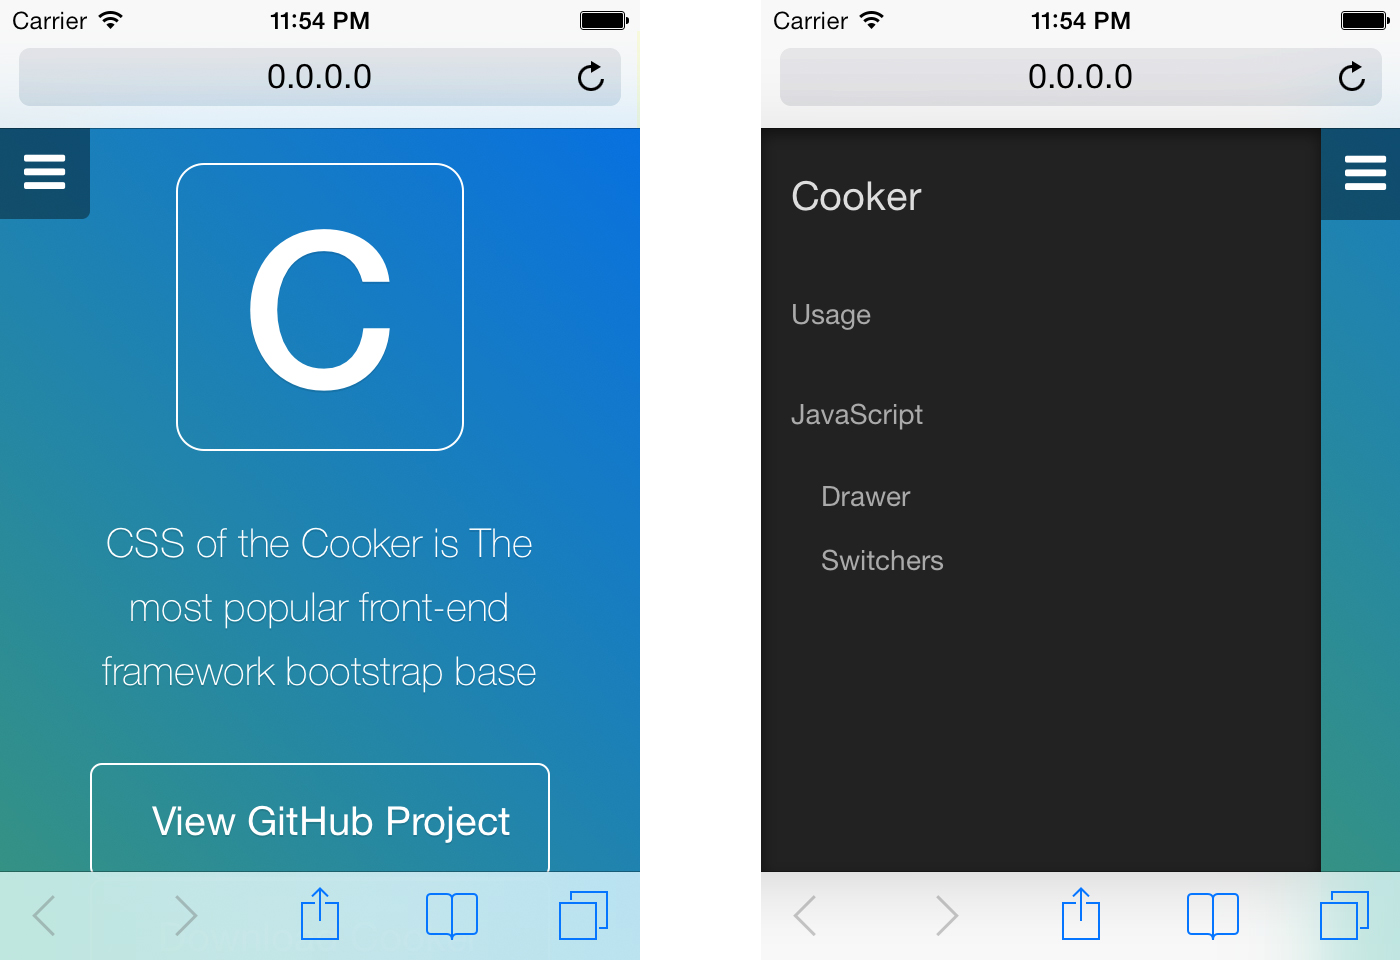 Carrier 11:54 PM
0.0.0.0
C
CSS of the Cooker is The
most popular front-end
framework bootstrap base
View GitHub Project
Carrier 11:54 PM
0.0.0.0
Cooker
Usage
JavaScript
Drawer
Switchers